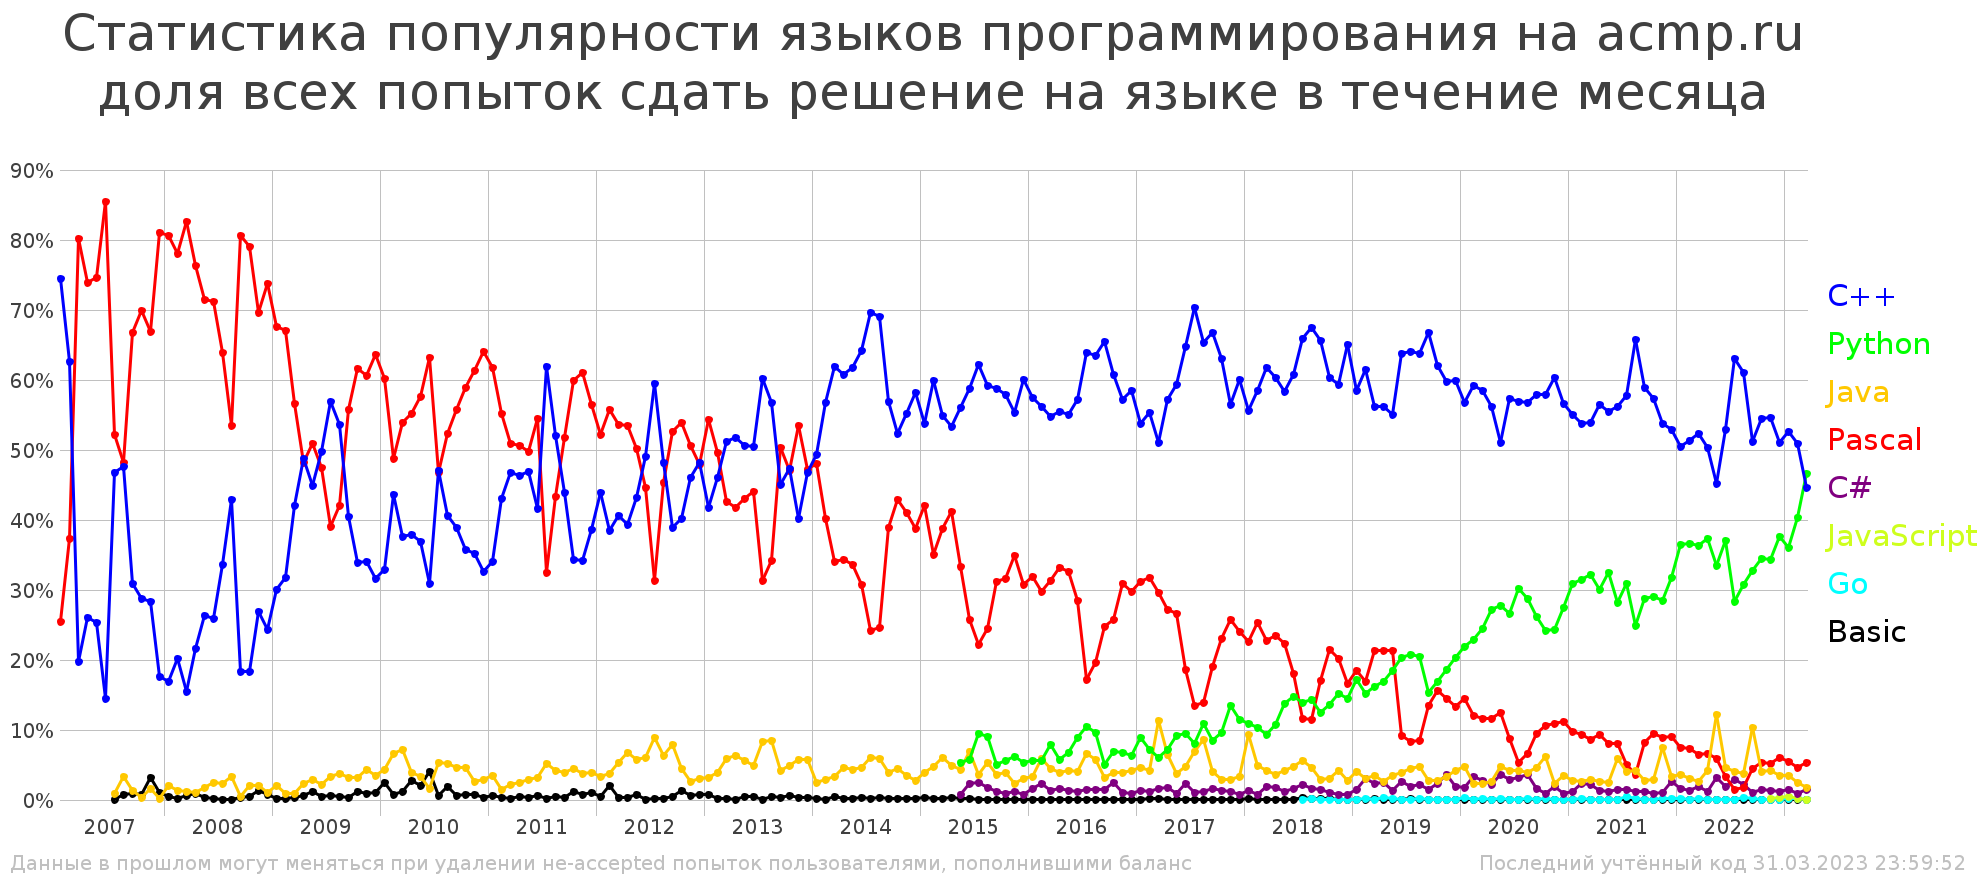 Статистика популярности языков программирования на acmp.ru
доля всех попыток сдать решение на языке в течение месяца
90%
80%
70%
60%
50%
40%
30%
20%
10%
0%
C++
Python
Java
Pascal
C#
JavaScript
Go
Basic
2007 2008 2009 2010 2011 2012 2013 2014 2015 2016 2017 2018 2019 2020 2021 2022
Данные в прошлом могут меняться при удалении не-accepted попыток пользователями, пополнившими баланс
Последний учтённый код 31.03.2023 23:59:52